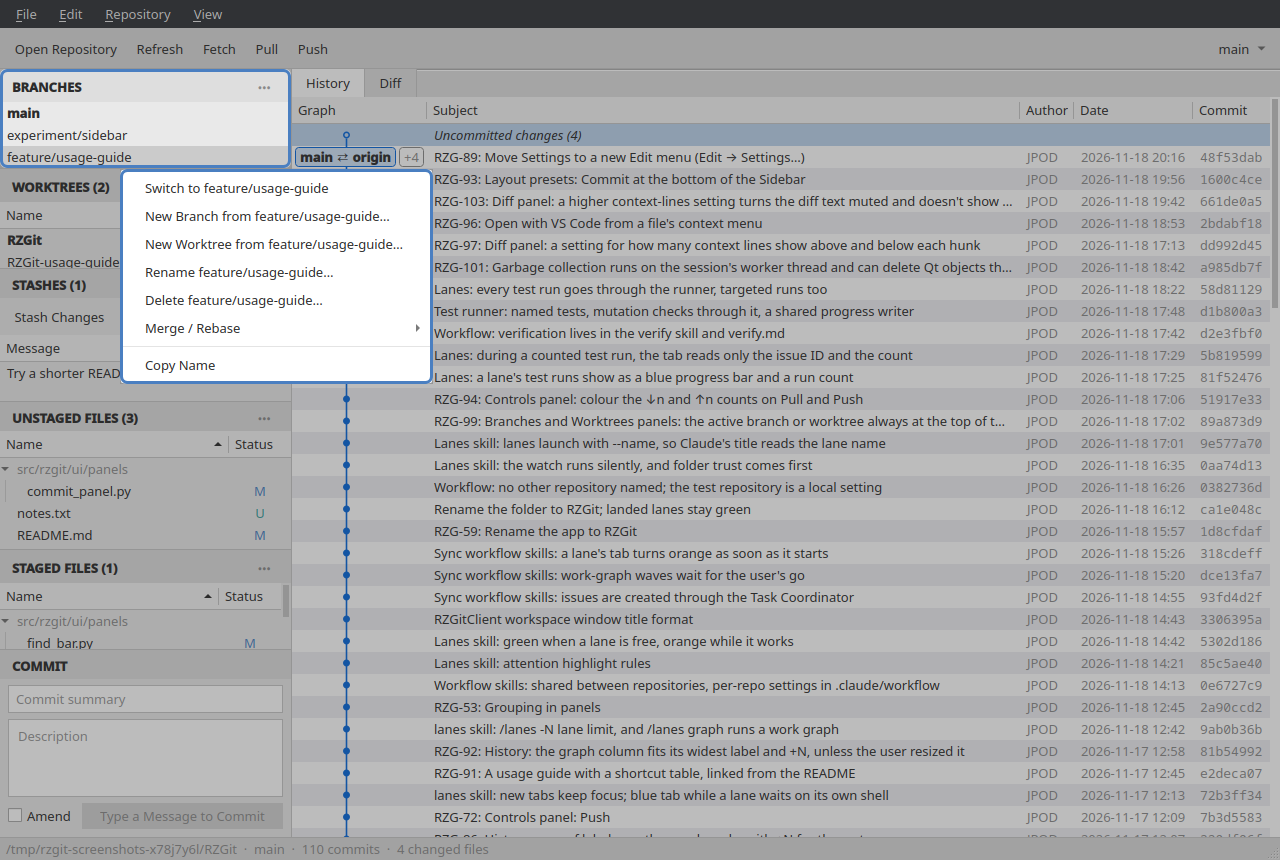 File Edit Repository View
Open Repository Refresh Fetch Pull Push main
BRANCHES ...
main
experiment/sidebar
feature/usage-guide
WORKTREES (2)
Name
RZGit
RZGit-usage-guide
STASHES (1)
Stash Changes
Message
Try a shorter READ
Switch to feature/usage-guide
New Branch from feature/usage-guide...
New Worktree from feature/usage-guide...
Rename feature/usage-guide...
Delete feature/usage-guide...
Merge / Rebase
Copy Name
UNSTAGED FILES (3) ...
Name Status
src/rzgit/ui/panels
commit_panel.py M
notes.txt U
README.md M
STAGED FILES (1) ...
Name Status
src/rzgit/ui/panels
find_bar.py M
COMMIT
Commit summary
Description
Amend Type a Message to Commit
History Diff
Graph Subject Author Date Commit
Uncommitted changes (4)
main ⇄ origin +4 RZG-89: Move Settings to a new Edit menu (Edit → Settings...) JPOD 2026-11-18 20:16 48f53dab
RZG-93: Layout presets: Commit at the bottom of the Sidebar JPOD 2026-11-18 19:56 1600c4ce
RZG-103: Diff panel: a higher context-lines setting turns the diff text muted and doesn't show ... JPOD 2026-11-18 19:42 661de0a5
RZG-96: Open with VS Code from a file's context menu JPOD 2026-11-18 18:53 2bdabf18
RZG-97: Diff panel: a setting for how many context lines show above and below each hunk JPOD 2026-11-18 17:13 dd992d45
RZG-101: Garbage collection runs on the session's worker thread and can delete Qt objects th... JPOD 2026-11-18 18:42 a985db7f
Lanes: every test run goes through the runner, targeted runs too JPOD 2026-11-18 18:22 58d81129
Test runner: named tests, mutation checks through it, a shared progress writer JPOD 2026-11-18 17:48 d1b800a3
Workflow: verification lives in the verify skill and verify.md JPOD 2026-11-18 17:42 d2e3fbf0
Lanes: during a counted test run, the tab reads only the issue ID and the count JPOD 2026-11-18 17:29 5b819599
Lanes: a lane's test runs show as a blue progress bar and a run count JPOD 2026-11-18 17:25 81f52476
RZG-94: Controls panel: colour the ↓n and ↑n counts on Pull and Push JPOD 2026-11-18 17:06 51917e33
RZG-99: Branches and Worktrees panels: the active branch or worktree always at the top of t... JPOD 2026-11-18 17:02 89a873d9
Lanes skill: lanes launch with --name, so Claude's title reads the lane name JPOD 2026-11-18 17:01 9e577a70
Lanes skill: the watch runs silently, and folder trust comes first JPOD 2026-11-18 16:35 0aa74d13
Workflow: no other repository named; the test repository is a local setting JPOD 2026-11-18 16:26 0382736d
Rename the folder to RZGit; landed lanes stay green JPOD 2026-11-18 16:12 ca1e048c
RZG-59: Rename the app to RZGit JPOD 2026-11-18 15:57 1d8cfdaf
Sync workflow skills: a lane's tab turns orange as soon as it starts JPOD 2026-11-18 15:26 318cdeff
Sync workflow skills: work-graph waves wait for the user's go JPOD 2026-11-18 15:20 dce13fa7
Sync workflow skills: issues are created through the Task Coordinator JPOD 2026-11-18 14:55 93fd4d2f
RZGitClient workspace window title format JPOD 2026-11-18 14:43 3306395a
Lanes skill: green when a lane is free, orange while it works JPOD 2026-11-18 14:42 5302d186
Lanes skill: attention highlight rules JPOD 2026-11-18 14:21 85c5ae40
Workflow skills: shared between repositories, per-repo settings in .claude/workflow JPOD 2026-11-18 14:13 0e6727c9
RZG-53: Grouping in panels JPOD 2026-11-18 12:45 2a90ccd2
lanes skill: /lanes -N lane limit, and /lanes graph runs a work graph JPOD 2026-11-18 12:42 9ab0b36b
RZG-92: History: the graph column fits its widest label and +N, unless the user resized it JPOD 2026-11-17 12:58 81b54992
RZG-91: A usage guide with a shortcut table, linked from the README JPOD 2026-11-17 12:45 e2deca07
lanes skill: new tabs keep focus; blue tab while a lane waits on its own shell JPOD 2026-11-17 12:13 72b3ff34
RZG-72: Controls panel: Push JPOD 2026-11-17 12:09 7b3d5583
/tmp/rzgit-screenshots-x78j7y6l/RZGit · main · 110 commits · 4 changed files